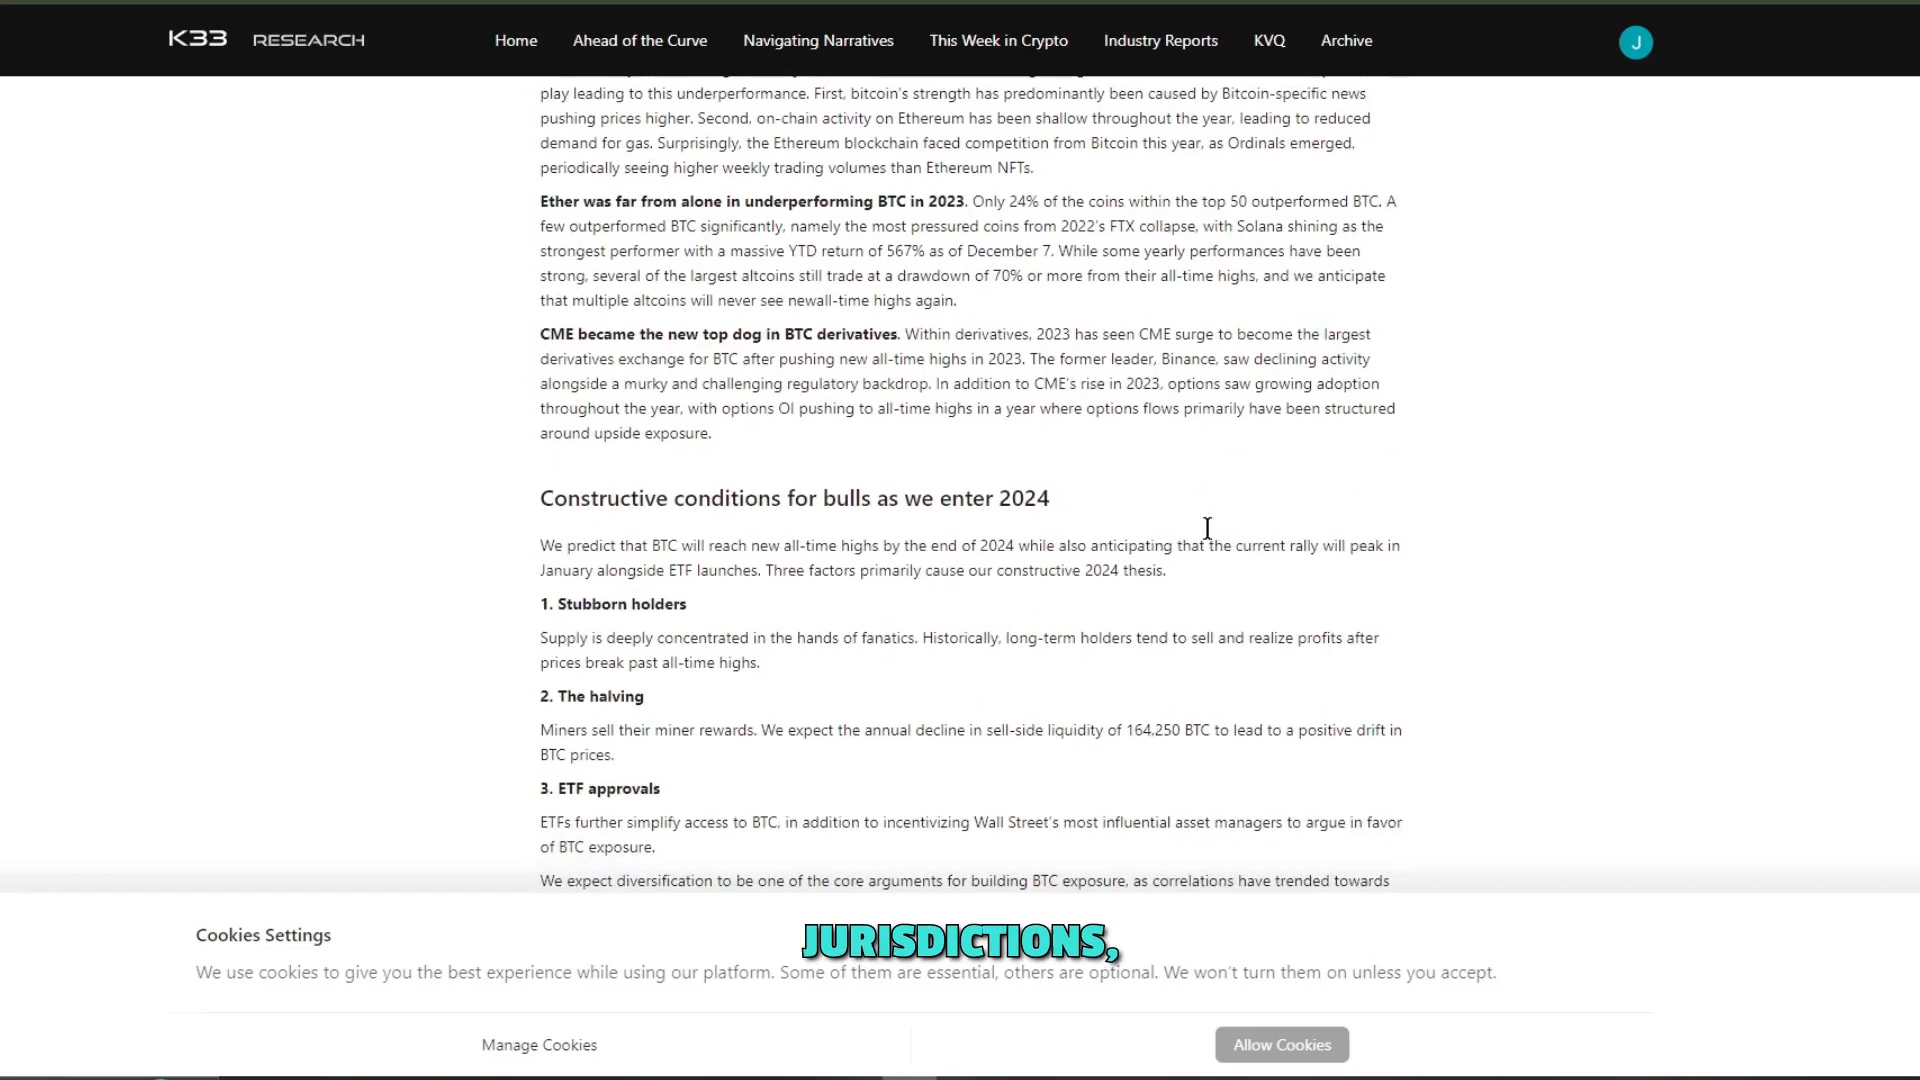 K33 RESEARCH
Home
Ahead of the Curve
Navigating Narratives
This Week in Crypto
Industry Reports
KVQ
Archive
J
play leading to this underperformance. First, bitcoin's strength has predominantly been caused by Bitcoin-specific news
pushing prices higher. Second, on-chain activity on Ethereum has been shallow throughout the year, leading to reduced
demand for gas. Surprisingly, the Ethereum blockchain faced competition from Bitcoin this year, as Ordinals emerged,
periodically seeing higher weekly trading volumes than Ethereum NFTs.
Ether was far from alone in underperforming BTC in 2023. Only 24% of the coins within the top 50 outperformed BTC. A
few outperformed BTC significantly, namely the most pressured coins from 2022's FTX collapse, with Solana shining as the
strongest performer with a massive YTD return of 567% as of December 7. While some yearly performances have been
strong, several of the largest altcoins still trade at a drawdown of 70% or more from their all-time highs, and we anticipate
that multiple altcoins will never see newall-time highs again.
CME became the new top dog in BTC derivatives. Within derivatives, 2023 has seen CME surge to become the largest
derivatives exchange for BTC after pushing new all-time highs in 2023. The former leader, Binance, saw declining activity
alongside a murky and challenging regulatory backdrop. In addition to CME's rise in 2023, options saw growing adoption
throughout the year, with options OI pushing to all-time highs in a year where options flows primarily have been structured
around upside exposure.
Constructive conditions for bulls as we enter 2024
We predict that BTC will reach new all-time highs by the end of 2024 while also anticipating that the current rally will peak in
January alongside ETF launches. Three factors primarily cause our constructive 2024 thesis.
1. Stubborn holders
Supply is deeply concentrated in the hands of fanatics. Historically, long-term holders tend to sell and realize profits after
prices break past all-time highs.
2. The halving
Miners sell their miner rewards. We expect the annual decline in sell-side liquidity of 164,250 BTC to lead to a positive drift in
BTC prices.
3. ETF approvals
ETFs further simplify access to BTC, in addition to incentivizing Wall Street's most influential asset managers to argue in favor
of BTC exposure.
We expect diversification to be one of the core arguments for building BTC exposure, as correlations have trended towards
Cookies Settings
JURISDICTIONS,
We use cookies to give you the best experience while using our platform. Some of them are essential, others are optional. We won't turn them on unless you accept.
Manage Cookies
Allow Cookies